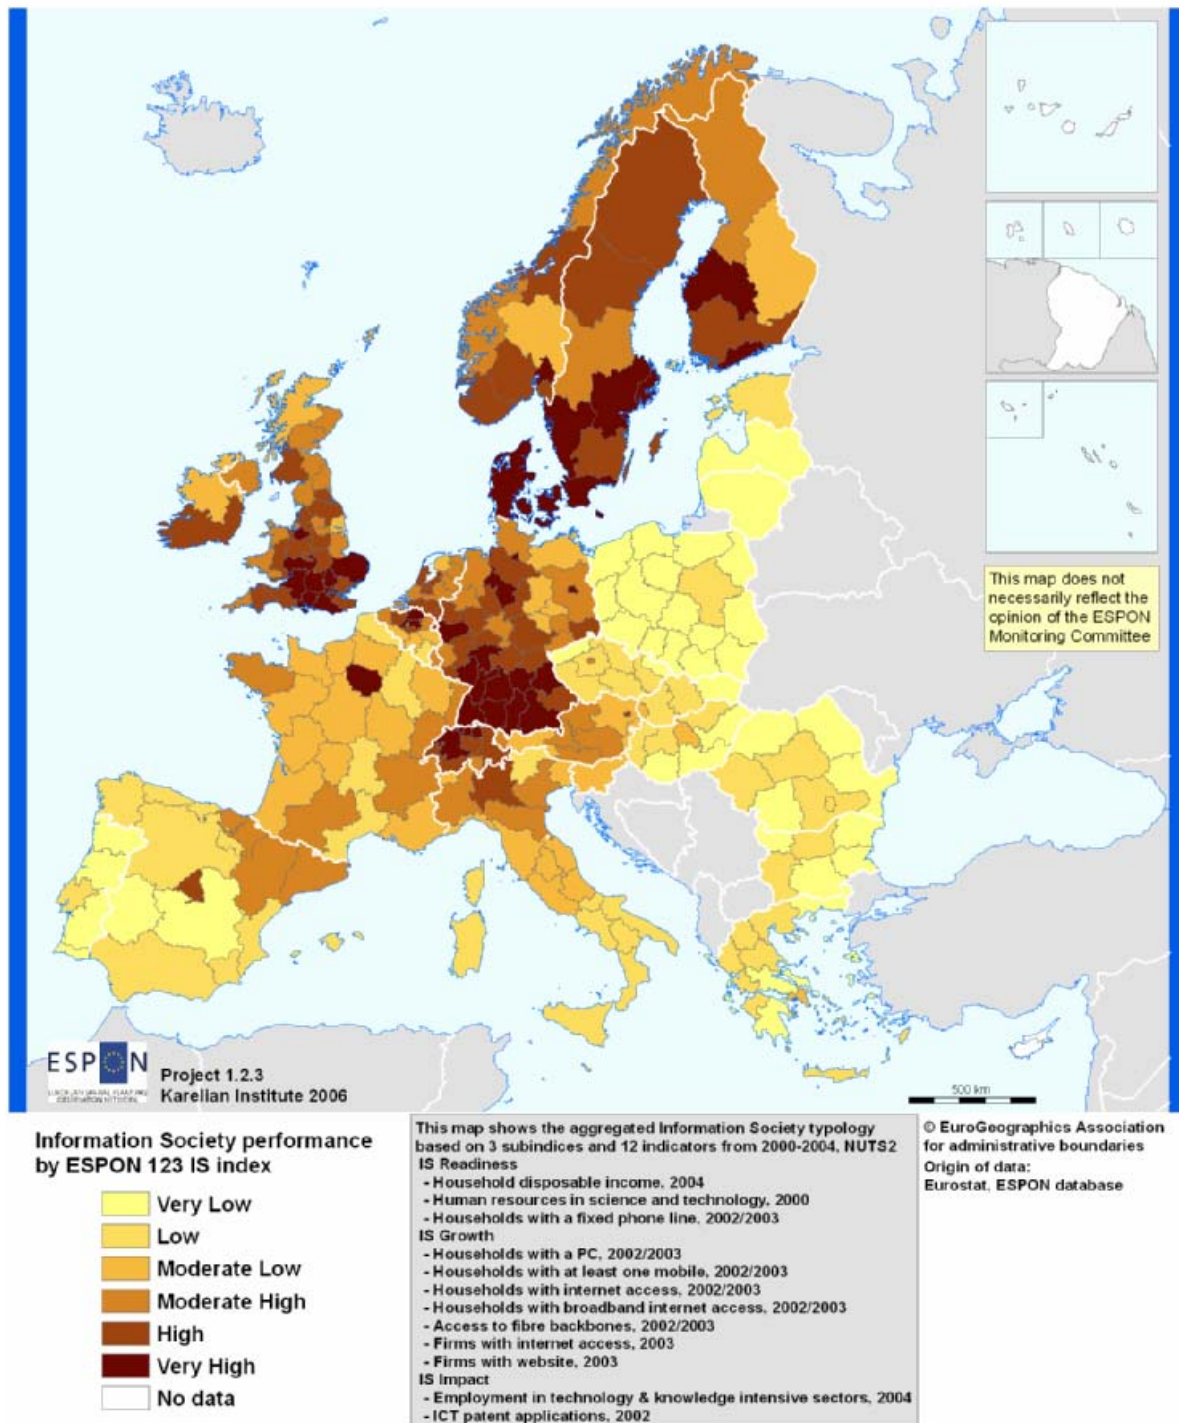 This map does not
necessarily reflect the
opinion of the ESPON
Monitoring Committee
ESPON
Project 1.2.3
Karelian Institute 2006
500 km
Information Society performance
by ESPON 123 IS index
Very Low
Low
Moderate Low
Moderate High
High
Very High
No data
This map shows the aggregated Information Society typology
based on 3 subindices and 12 indicators from 2000-2004, NUTS2
IS Readiness
- Household disposable income, 2004
- Human resources in science and technology, 2000
- Households with a fixed phone line, 2002/2003
IS Growth
- Households with a PC, 2002/2003
- Households with at least one mobile, 2002/2003
- Households with internet access, 2002/2003
- Households with broadband internet access, 2002/2003
- Access to fibre backbones, 2002/2003
- Firms with internet access, 2003
- Firms with website, 2003
IS Impact
- Employment in technology & knowledge intensive sectors, 2004
- ICT patent applications, 2002
© EuroGeographics Association
for administrative boundaries
Origin of data:
Eurostat, ESPON database